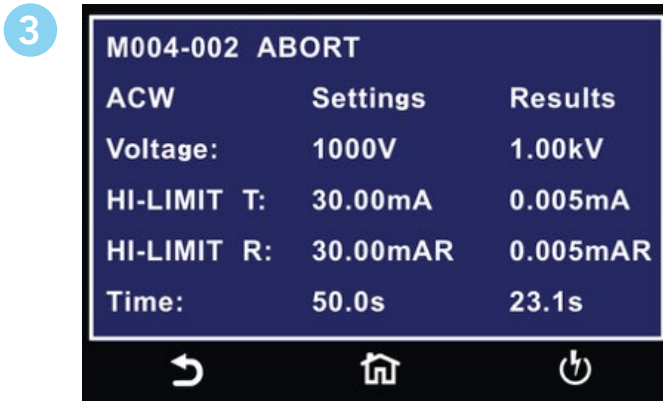 3
M004-002 ABORT
ACW Settings Results
Voltage: 1000V 1.00kV
HI-LIMIT T: 30.00mA 0.005mA
HI-LIMIT R: 30.00mAR 0.005mAR
Time: 50.0s 23.1s